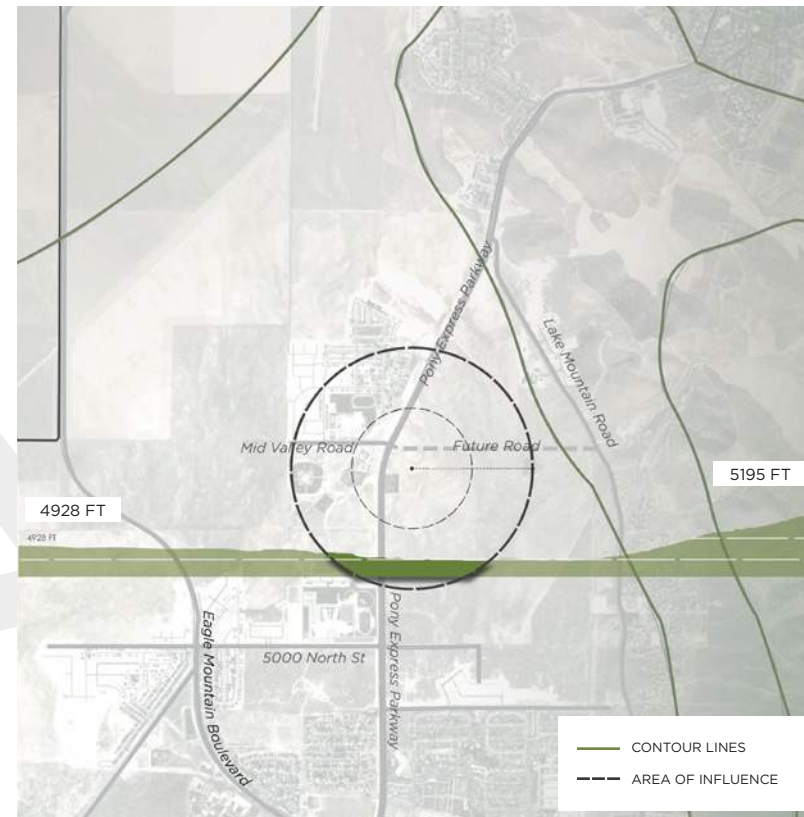 Pony Express Parkway
Lake Mountain Road
Mid Valley Road
Future Road
5195 FT
4928 FT
4928 FT
Eagle Mountain Boulevard
Pony Express Parkway
5000 North St
CONTOUR LINES
AREA OF INFLUENCE